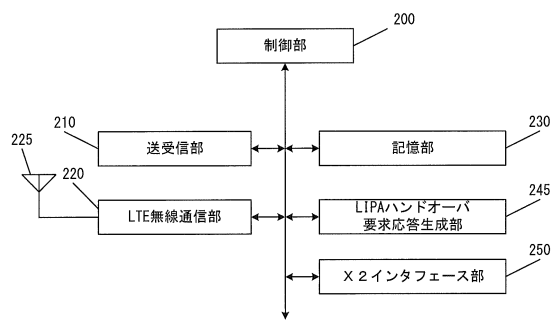 200
制御部
210
送受信部
230
記憶部
225
220
LTE無線通信部
245
LIPAハンドオーバ
要求応答生成部
250
X2インタフェース部